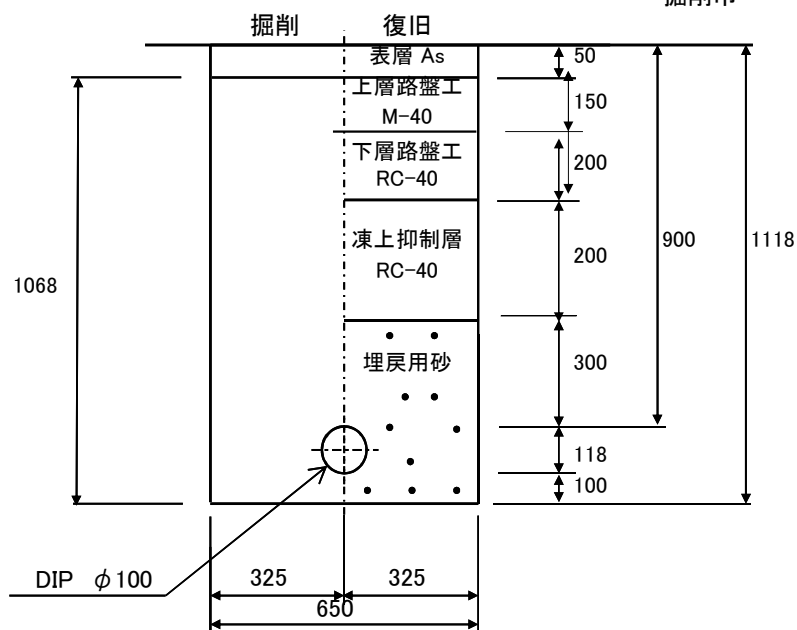 掘削 復旧
表層 As
上層路盤工
M-40
下層路盤工
RC-40
凍上抑制層
RC-40
埋戻用砂
50
150
200
200
300
118
100
900
1118
1068
DIP φ100
325
325
650